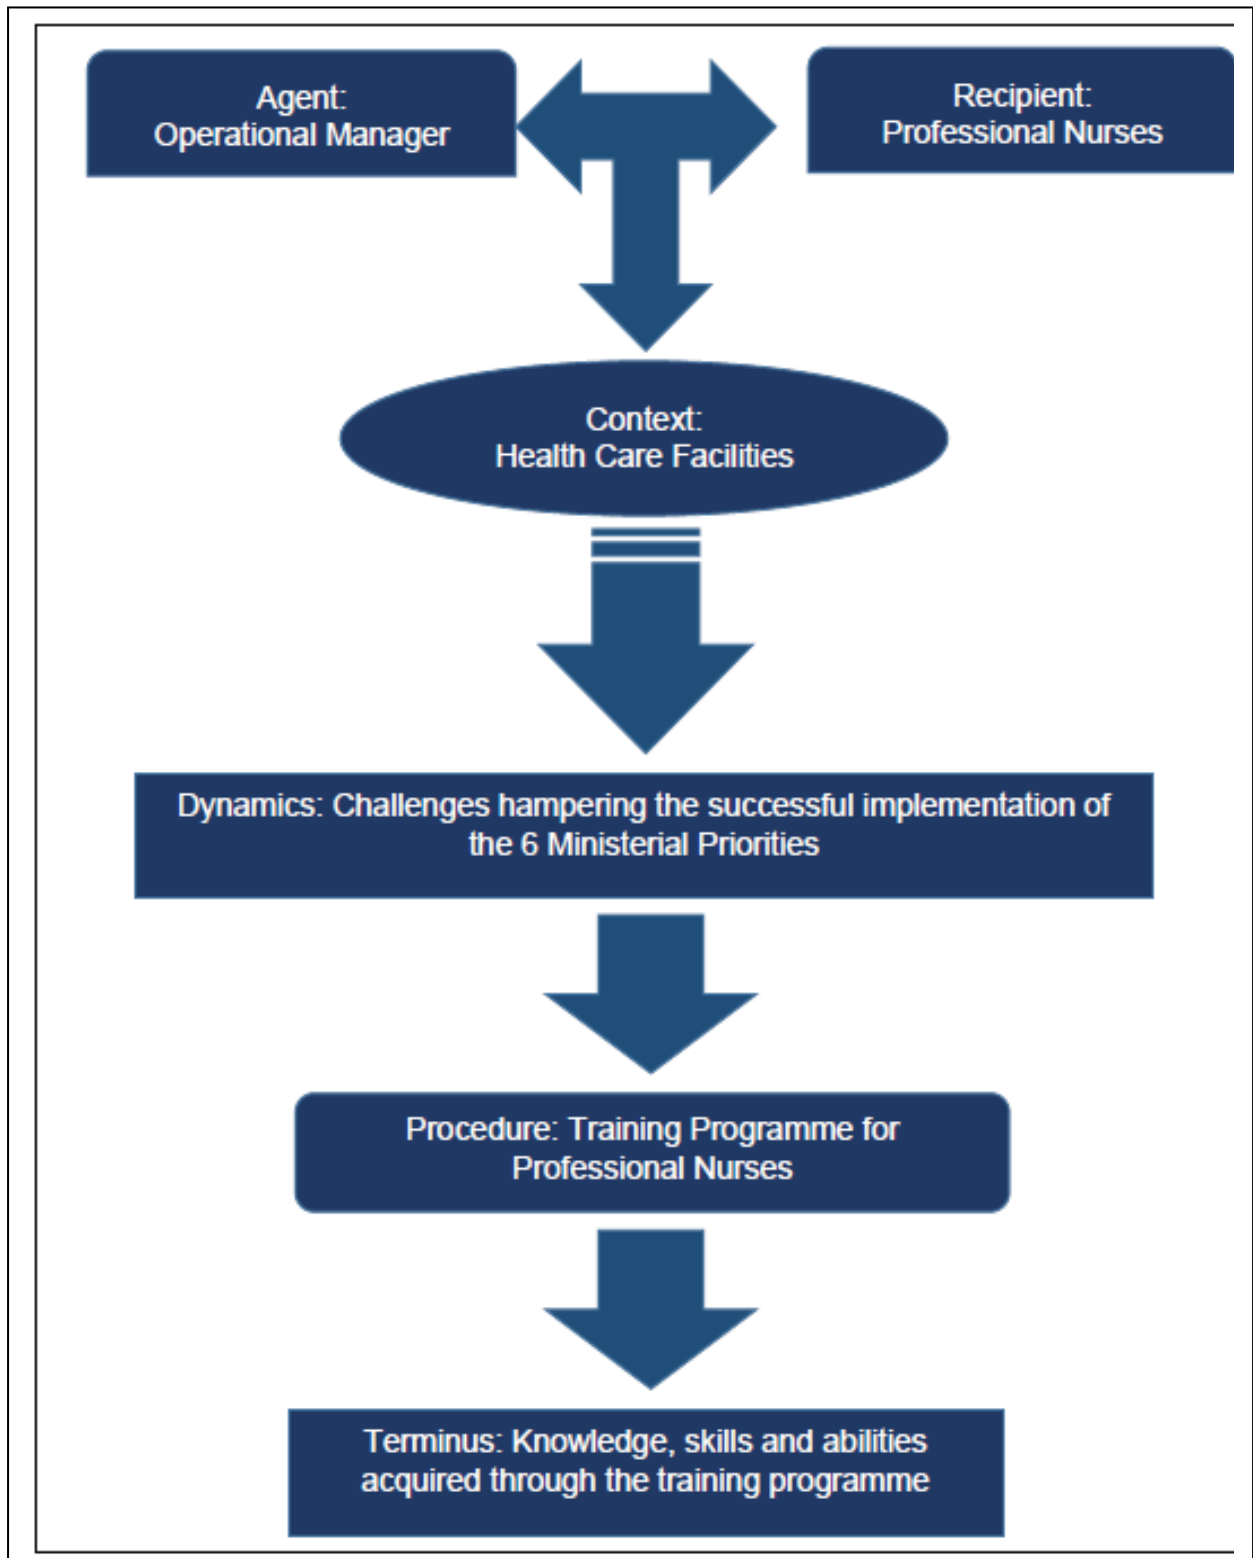 Agent:
Operational Manager
Recipient:
Professional Nurses
Context:
Health Care Facilities
Dynamics: Challenges hampering the successful implementation of
the 6 Ministerial Priorities
Procedure: Training Programme for
Professional Nurses
Terminus: Knowledge, skills and abilities
acquired through the training programme